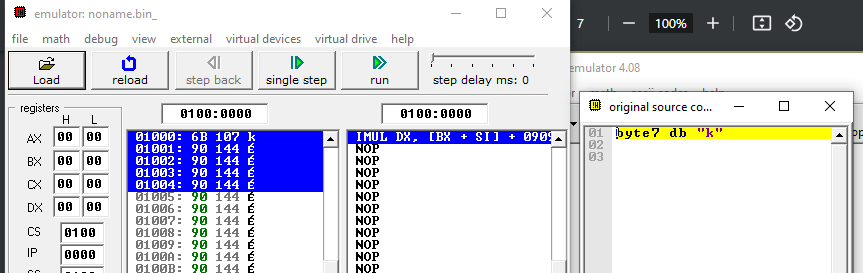 emulator: noname.bin_
7
100%
file math debug view external virtual devices virtual drive help
emulator 4.08
Load
reload
step back
single step
run
step delay ms: 0
original source co...
registers
H L
0100:0000
0100:0000
AX 00 00
BX 00 00
CX 00 00
DX 00 00
CS 0100
IP 0000
01000: 6B 107 k
01001: 90 144 É
01002: 90 144 É
01003: 90 144 É
01004: 90 144 É
01005: 90 144 É
01006: 90 144 É
01007: 90 144 É
01008: 90 144 É
01009: 90 144 É
0100A: 90 144 É
0100B: 90 144 É
IMUL DX, [BX + SI] + 0909
NOP
NOP
NOP
NOP
NOP
NOP
NOP
NOP
NOP
NOP
NOP
01 byte7 db "k"
02
03